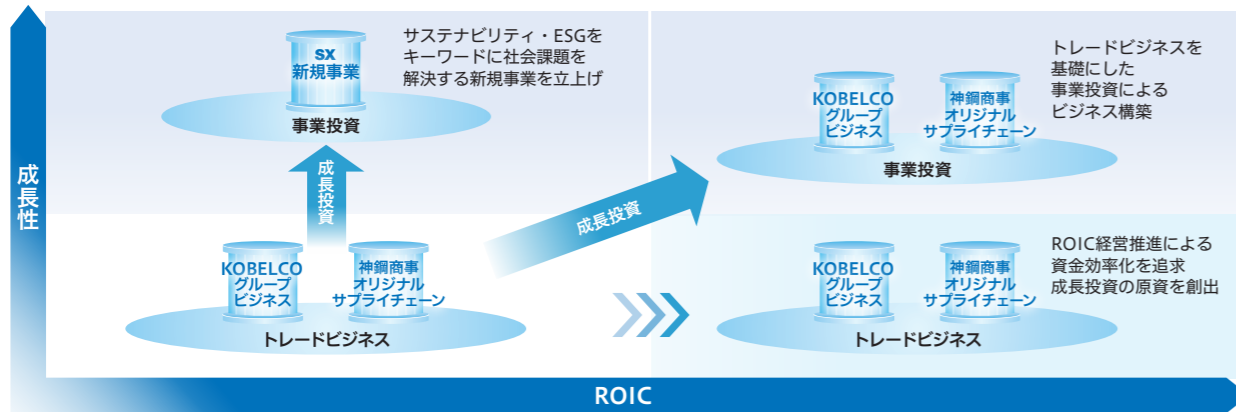 成長性
SX
新規事業
事業投資
サステナビリティ・ESGを
キーワードに社会課題を
解決する新規事業を立上げ
KOBELCO
グループ
ビジネス
神鋼商事
オリジナル
サプライチェーン
事業投資
トレードビジネスを
基礎にした
事業投資による
ビジネス構築
成長投資
成長投資
KOBELCO
グループ
ビジネス
神鋼商事
オリジナル
サプライチェーン
トレードビジネス
KOBELCO
グループ
ビジネス
神鋼商事
オリジナル
サプライチェーン
トレードビジネス
ROIC経営推進による
資金効率化を追求
成長投資の原資を創出
ROIC